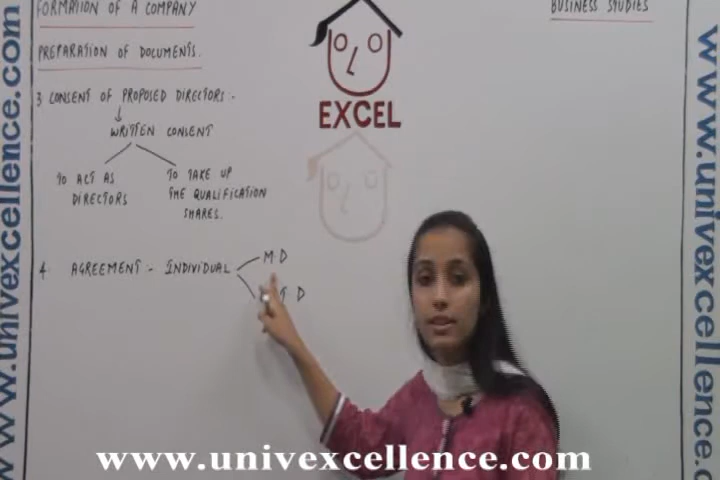 FORMATION OF A COMPANY
BUSINESS STUDIES
PREPARATION OF DOCUMENTS.
3 CONSENT OF PROPOSED DIRECTORS:-
WRITTEN CONSENT
TO ACT AS
DIRECTORS
TO TAKE UP
THE QUALIFICATION
SHARES.
4. AGREEMENT:- INDIVIDUAL
M.D
D
EXCEL
www.univexcellence.com
www.univexcellence.com
www.univexcellence.com